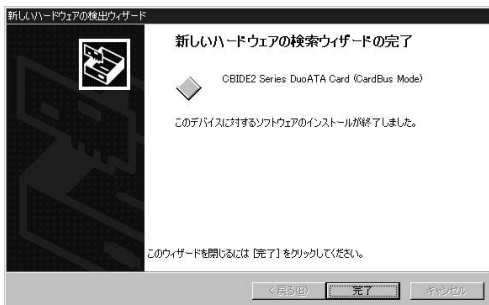 新しいハードウェアの検出ウィザード
新しいハードウェアの検索ウィザードの完了
CBIDE2 Series DuoATA Card (CardBus Mode)
このデバイスに対するソフトウェアのインストールが終了しました。
このウィザードを閉じるには [完了] をクリックしてください。
< 戻る(B)
完了
キャンセル